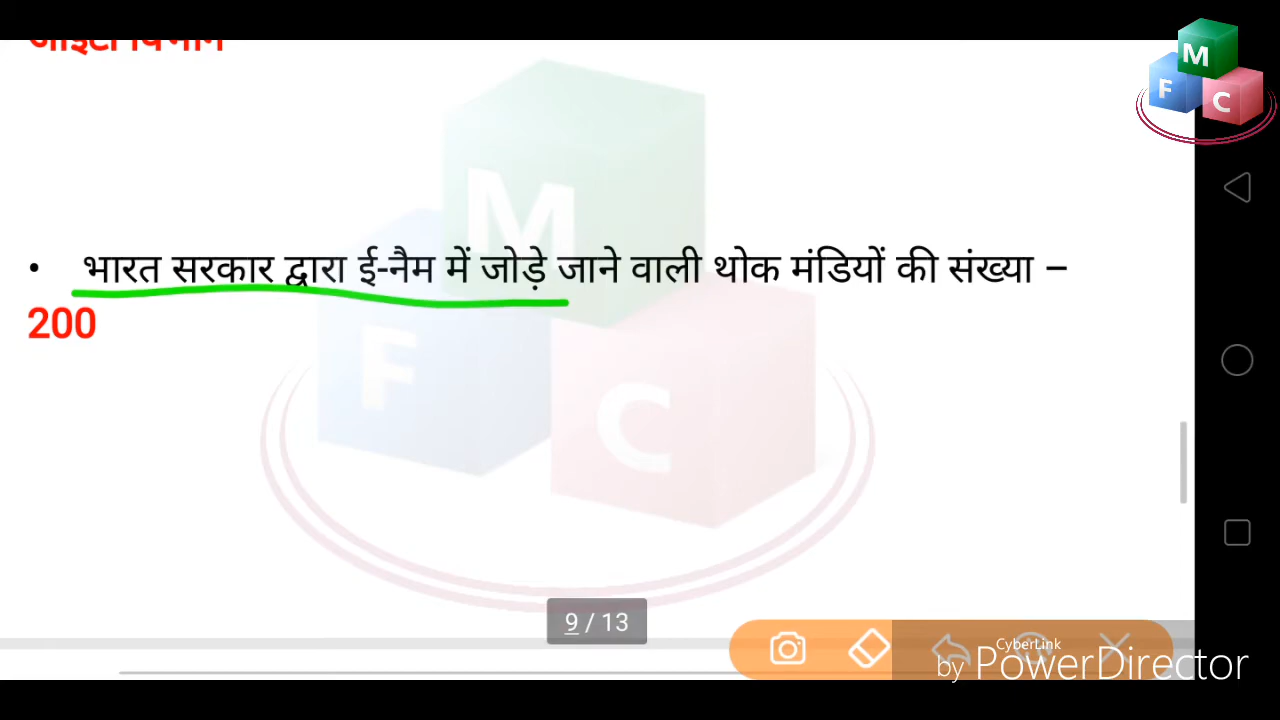 M
F
C
• भारत सरकार द्वारा ई-नैम में जोड़े जाने वाली थोक मंडियों की संख्या –
200
M
F
C
9 / 13
CyberLink
by PowerDirector